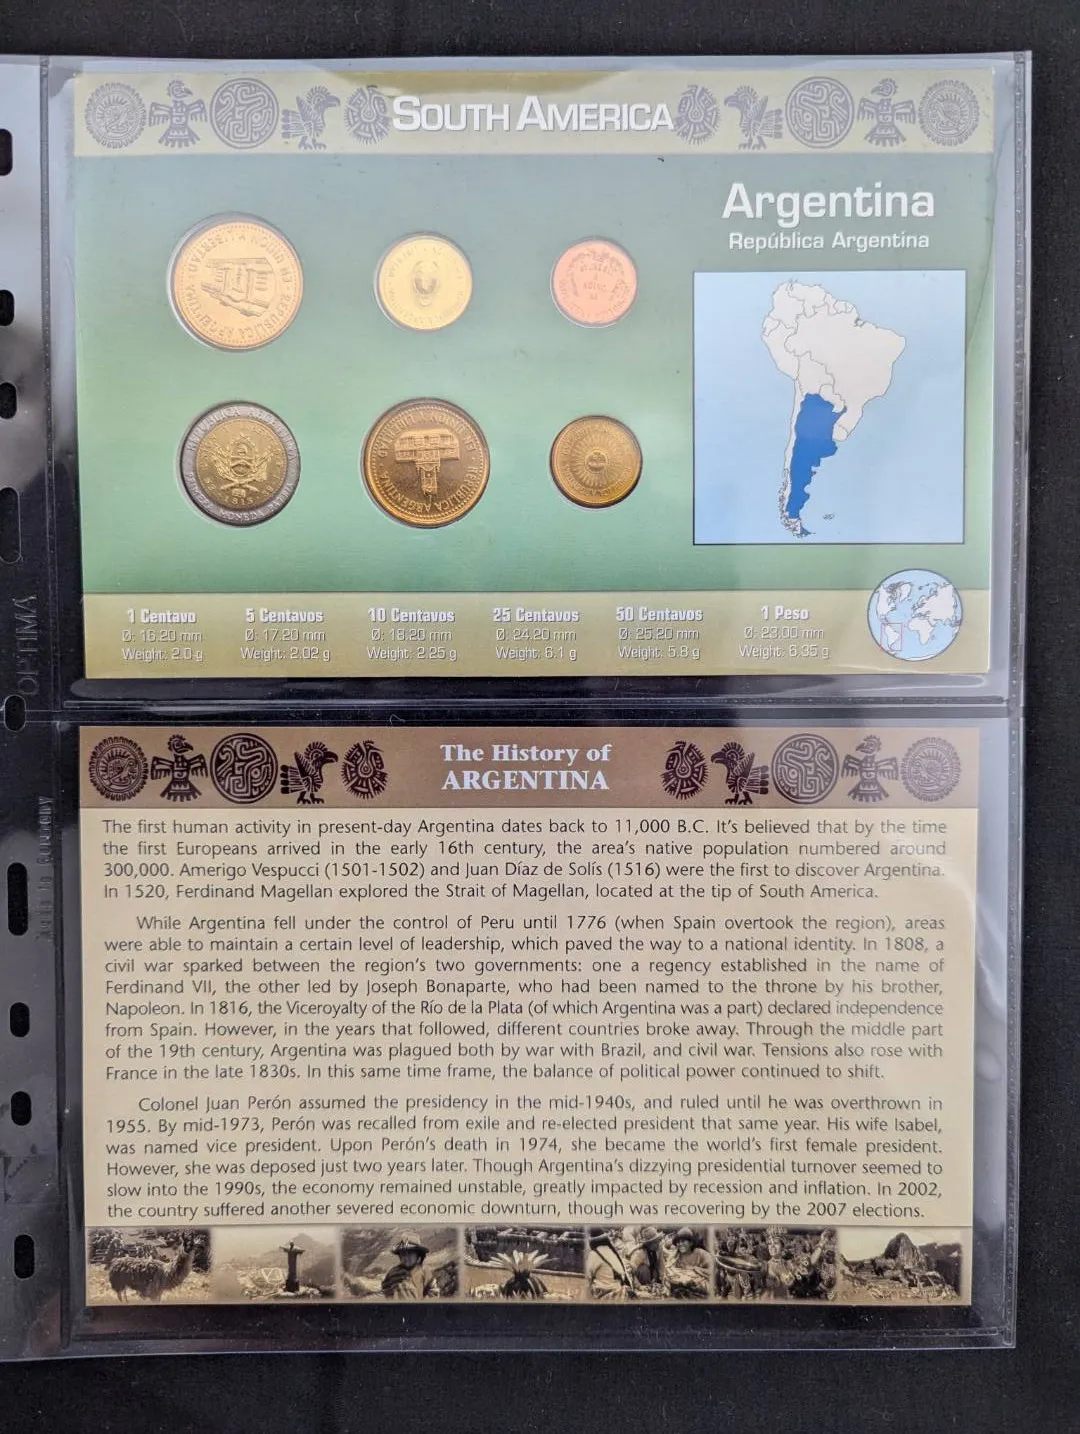 SOUTH AMERICA
Argentina
República Argentina
1 Centavo
Ø: 16.20 mm
Weight: 2.0 g
5 Centavos
Ø: 17.20 mm
Weight: 2.02 g
10 Centavos
Ø: 18.20 mm
Weight: 2.25 g
25 Centavos
Ø: 24.20 mm
Weight: 6.1 g
50 Centavos
Ø: 25.20 mm
Weight: 5.8 g
1 Peso
Ø: 23.00 mm
Weight: 6.35 g
REPUBLICA ARGENTINA
EN UNION Y LIBERTAD
REPUBLICA ARGENTINA
EN UNION Y LIBERTAD
1813
OPTIMA
The History of
ARGENTINA
The first human activity in present-day Argentina dates back to 11,000 B.C. It's believed that by the time
the first Europeans arrived in the early 16th century, the area's native population numbered around
300,000. Amerigo Vespucci (1501-1502) and Juan Díaz de Solís (1516) were the first to discover Argentina.
In 1520, Ferdinand Magellan explored the Strait of Magellan, located at the tip of South America.
While Argentina fell under the control of Peru until 1776 (when Spain overtook the region), areas
were able to maintain a certain level of leadership, which paved the way to a national identity. In 1808, a
civil war sparked between the region's two governments: one a regency established in the name of
Ferdinand VII, the other led by Joseph Bonaparte, who had been named to the throne by his brother,
Napoleon. In 1816, the Viceroyalty of the Río de la Plata (of which Argentina was a part) declared independence
from Spain. However, in the years that followed, different countries broke away. Through the middle part
of the 19th century, Argentina was plagued both by war with Brazil, and civil war. Tensions also rose with
France in the late 1830s. In this same time frame, the balance of political power continued to shift.
Colonel Juan Perón assumed the presidency in the mid-1940s, and ruled until he was overthrown in
1955. By mid-1973, Perón was recalled from exile and re-elected president that same year. His wife Isabel,
was named vice president. Upon Perón's death in 1974, she became the world's first female president.
However, she was deposed just two years later. Though Argentina's dizzying presidential turnover seemed to
slow into the 1990s, the economy remained unstable, greatly impacted by recession and inflation. In 2002,
the country suffered another severed economic downturn, though was recovering by the 2007 elections.